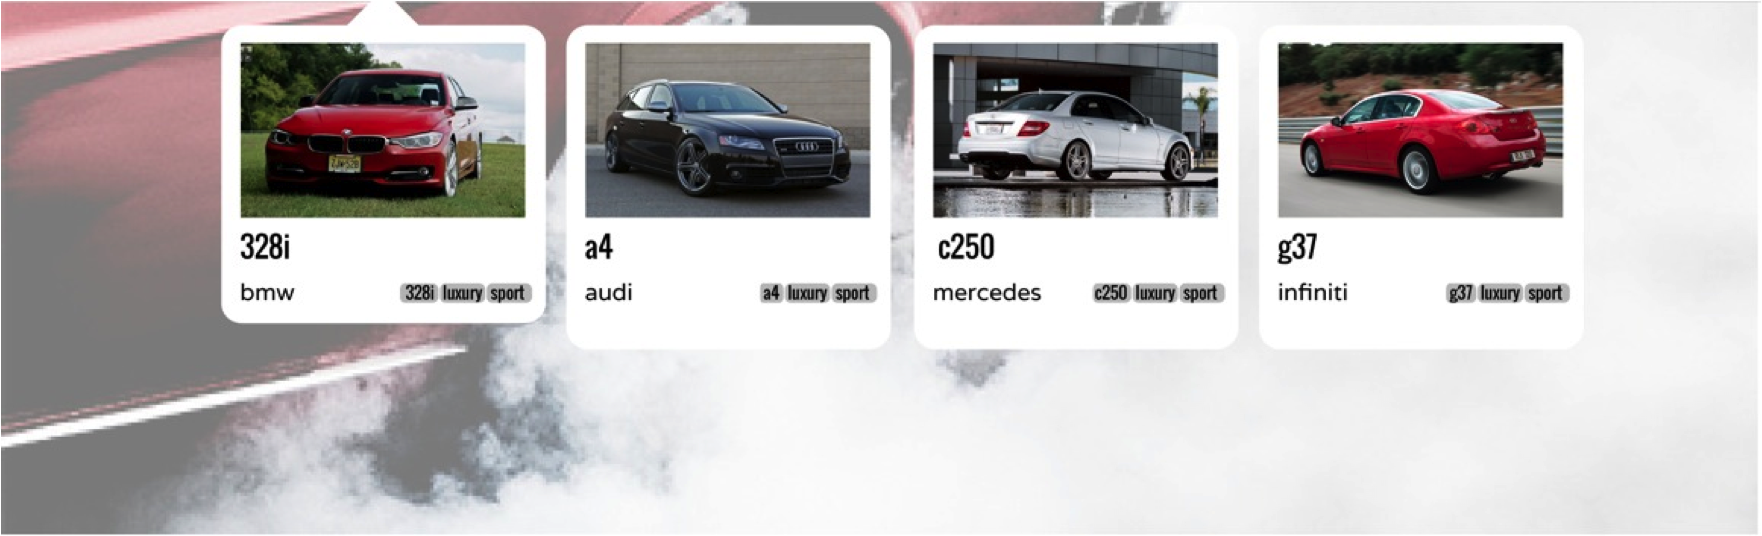 328i
bmw
328i luxury sport
a4
audi
a4 luxury sport
c250
mercedes
c250 luxury sport
g37
infiniti
g37 luxury sport